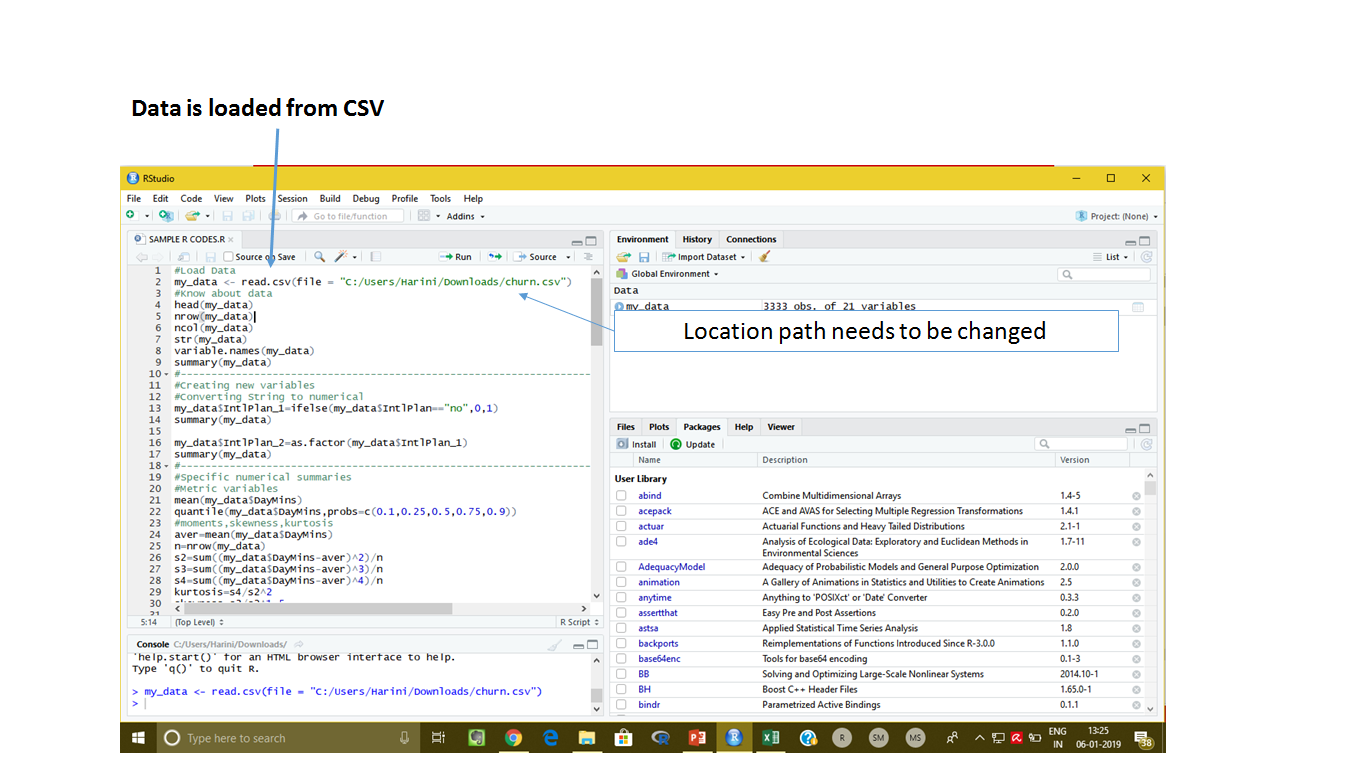 Data is loaded from CSV
RStudio
File Edit Code View Plots Session Build Debug Profile Tools Help
Go to file/function Addins Project: (None)
SAMPLE R CODES.R
Source on Save Run Source
1 #Load Data
2 my_data <- read.csv(file = "C:/Users/Harini/Downloads/churn.csv")
3 #Know about data
4 head(my_data)
5 nrow(my_data)
6 ncol(my_data)
7 str(my_data)
8 variable.names(my_data)
9 summary(my_data)
10 #-----------------------------------------------------------------
11 #Creating new variables
12 #Converting String to numerical
13 my_data$IntlPlan_1=ifelse(my_data$IntlPlan=="no",0,1)
14 summary(my_data)
15
16 my_data$IntlPlan_2=as.factor(my_data$IntlPlan_1)
17 summary(my_data)
18 #-----------------------------------------------------------------
19 #Specific numerical summaries
20 #Metric variables
21 mean(my_data$DayMins)
22 quantile(my_data$DayMins,probs=c(0.1,0.25,0.5,0.75,0.9))
23 #moments,skewness,kurtosis
24 aver=mean(my_data$DayMins)
25 n=nrow(my_data)
26 s2=sum((my_data$DayMins-aver)^2)/n
27 s3=sum((my_data$DayMins-aver)^3)/n
28 s4=sum((my_data$DayMins-aver)^4)/n
29 kurtosis=s4/s2^2
30
31
5:14 (Top Level) R Script
Console C:/Users/Harini/Downloads/
'help.start()' for an HTML browser interface to help.
Type 'q()' to quit R.
> my_data <- read.csv(file = "C:/Users/Harini/Downloads/churn.csv")
>
Environment History Connections
Import Dataset List
Global Environment
Data
my_data 3333 obs. of 21 variables
Location path needs to be changed
Files Plots Packages Help Viewer
Install Update
Name Description Version
User Library
abind Combine Multidimensional Arrays 1.4-5
acepack ACE and AVAS for Selecting Multiple Regression Transformations 1.4.1
actuar Actuarial Functions and Heavy Tailed Distributions 2.1-1
ade4 Analysis of Ecological Data: Exploratory and Euclidean Methods in 1.7-11
Environmental Sciences
AdequacyModel Adequacy of Probabilistic Models and General Purpose Optimization 2.0.0
animation A Gallery of Animations in Statistics and Utilities to Create Animations 2.5
anytime Anything to 'POSIXct' or 'Date' Converter 0.3.3
assertthat Easy Pre and Post Assertions 0.2.0
astsa Applied Statistical Time Series Analysis 1.8
backports Reimplementations of Functions Introduced Since R-3.0.0 1.1.0
base64enc Tools for base64 encoding 0.1-3
BB Solving and Optimizing Large-Scale Nonlinear Systems 2014.10-1
BH Boost C++ Header Files 1.65.0-1
bindr Parametrized Active Bindings 0.1.1
Type here to search
R SM MS
ENG 13:25
IN 06-01-2019 38